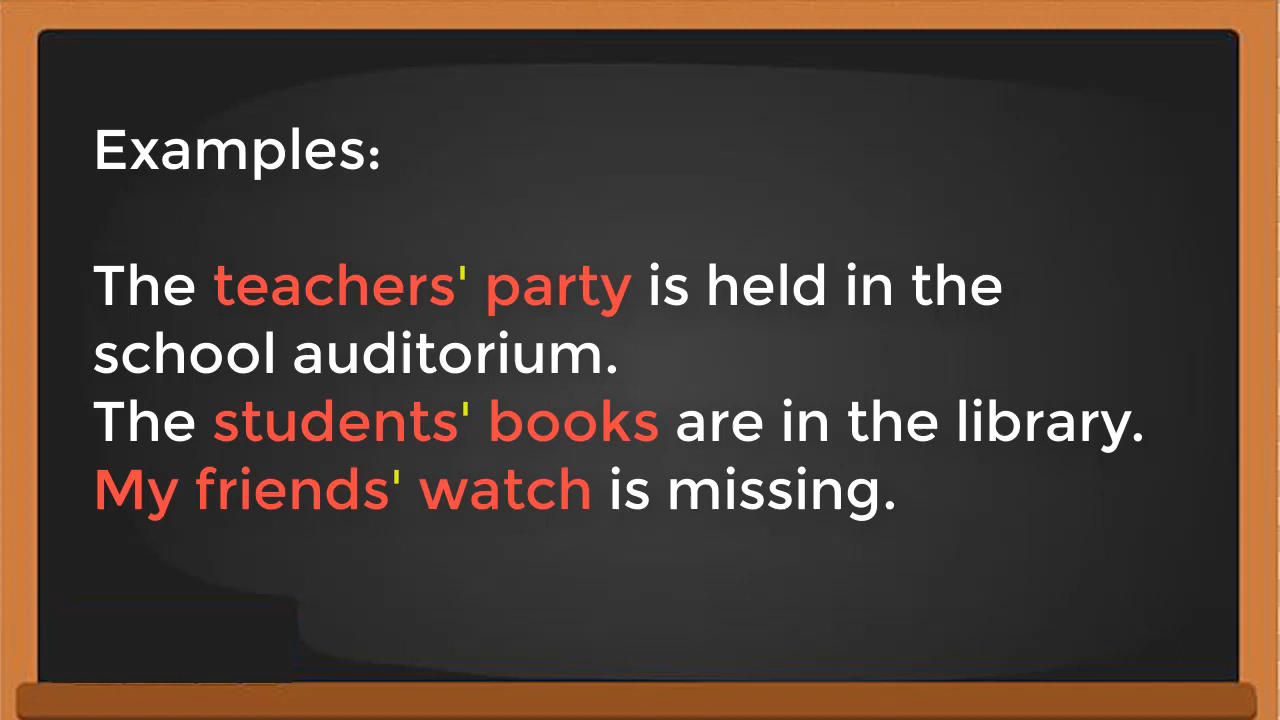 Examples:
The teachers' party is held in the
school auditorium.
The students' books are in the library.
My friends' watch is missing.